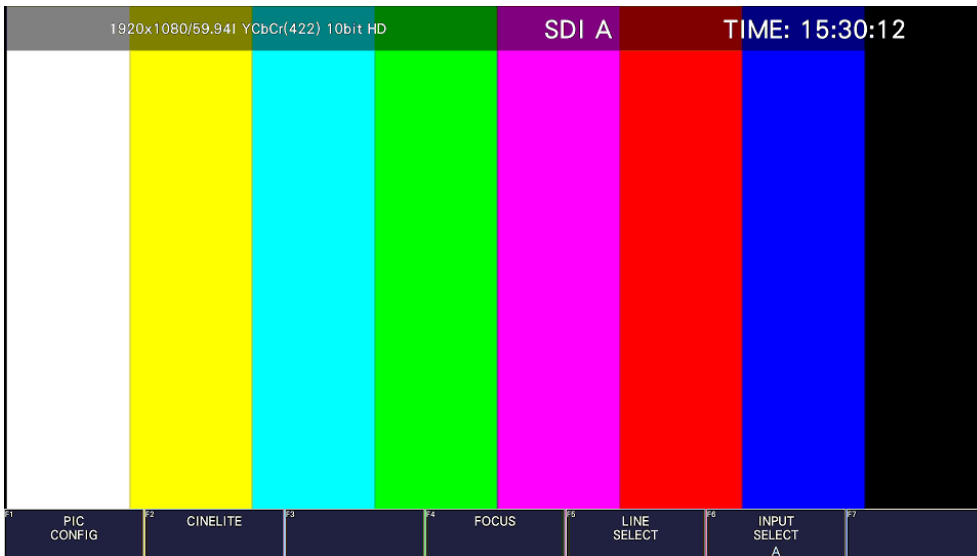 1920x1080/59.94I YCbCr(422) 10bit HD SDI A TIME: 15:30:12
F1 PIC CONFIG
F2 CINELITE
F3
F4 FOCUS
F5 LINE SELECT
F6 INPUT SELECT A
F7